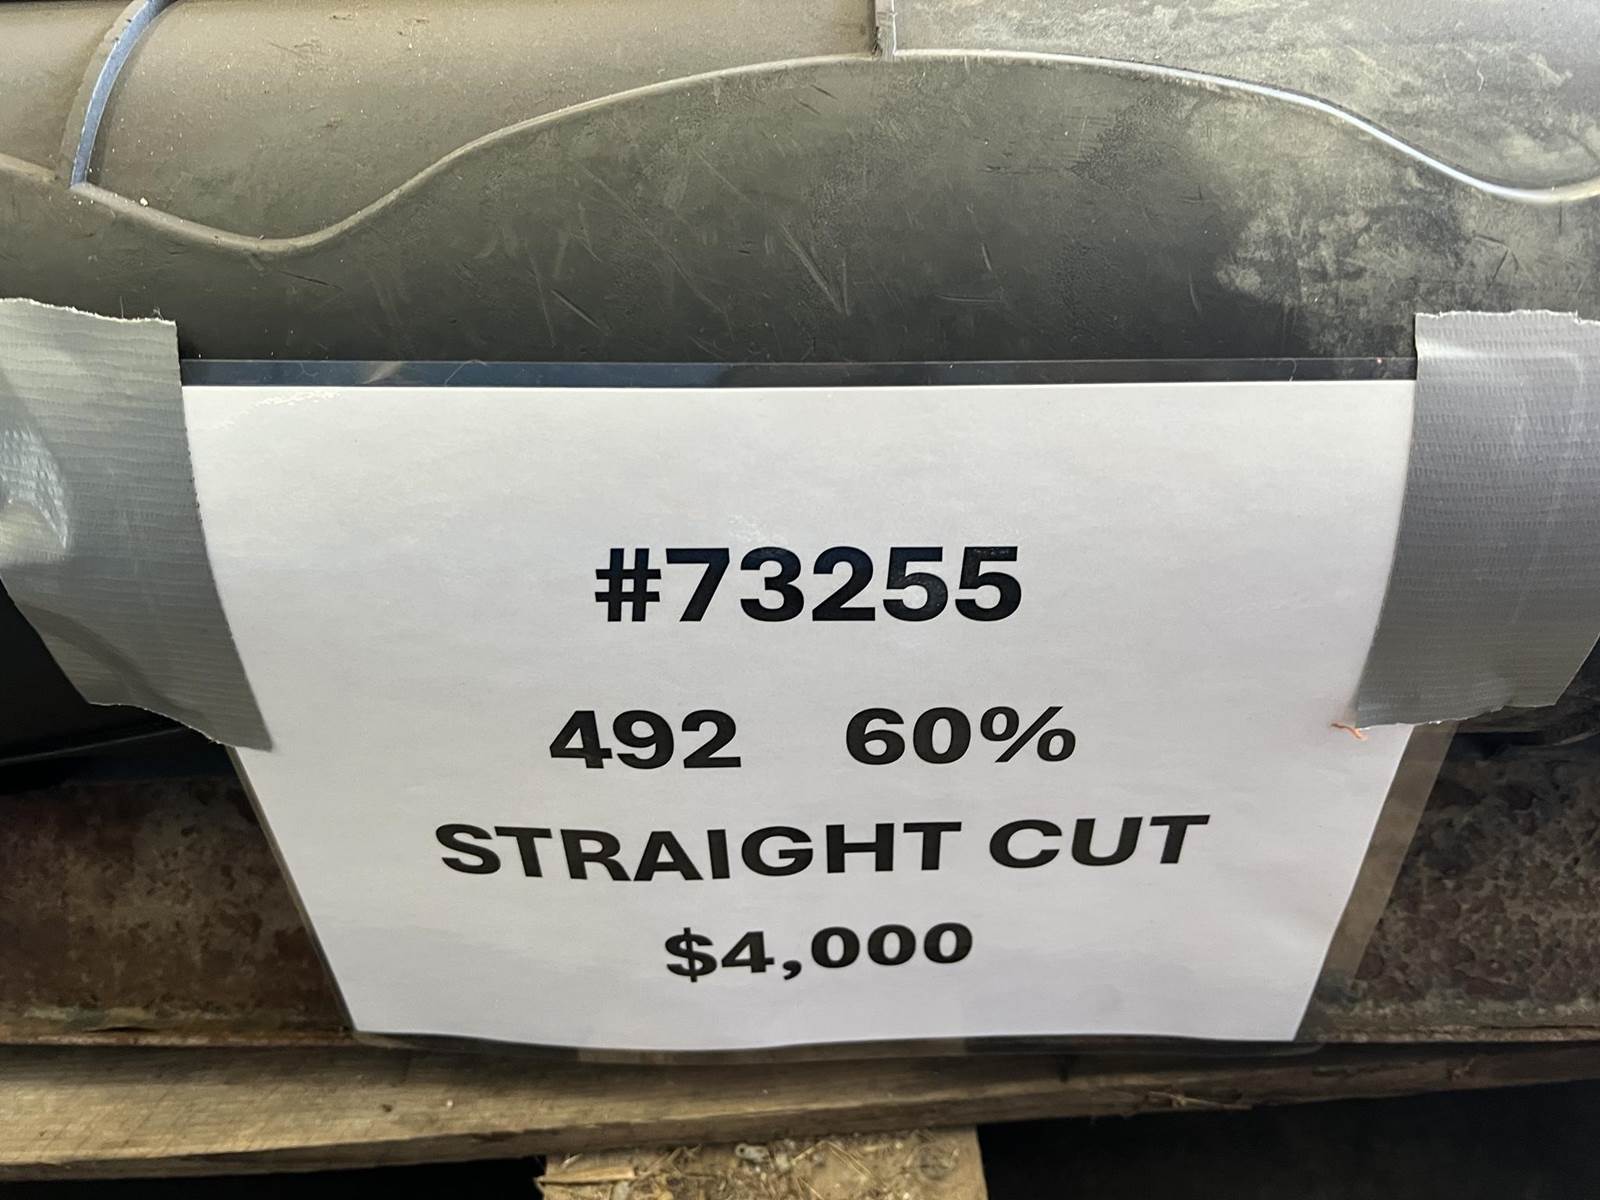 #73255
492 60%
STRAIGHT CUT
$4,000